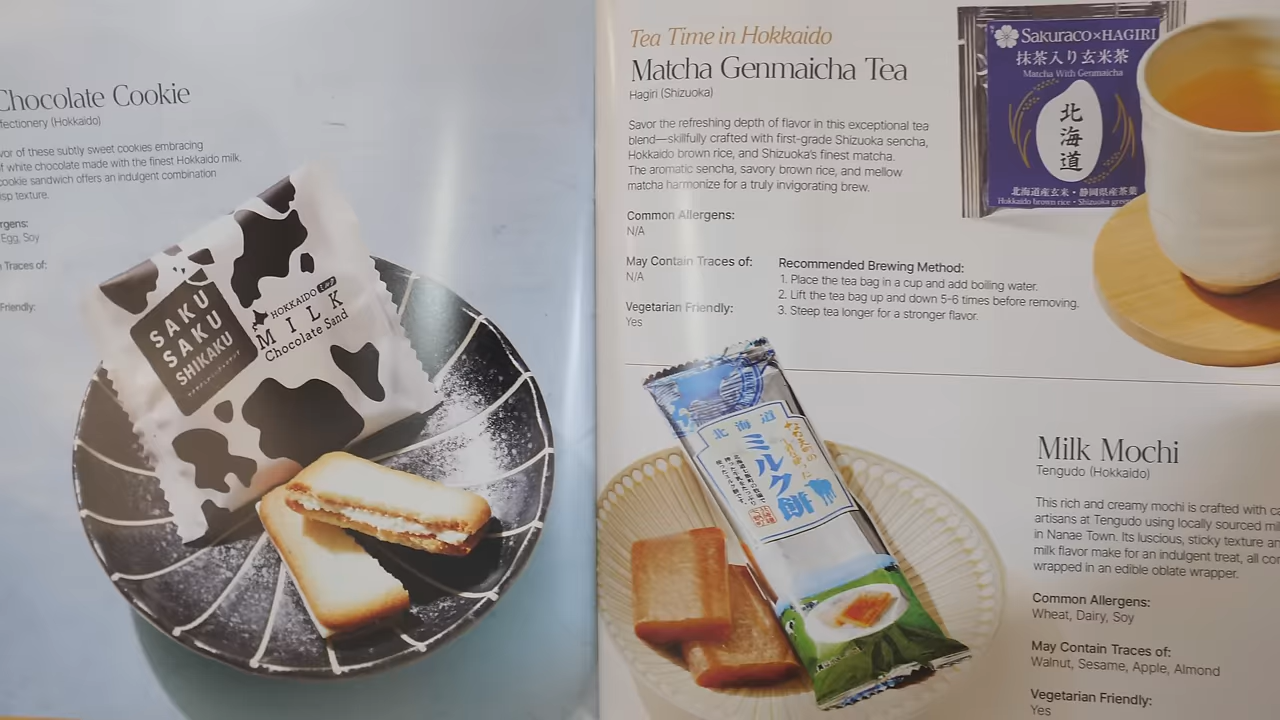 Chocolate Cookie
fectionery (Hokkaido)
vor of these subtly sweet cookies embracing
f white chocolate made with the finest Hokkaido milk.
cookie sandwich offers an indulgent combination
isp texture.
rgens:
Egg, Soy
Traces of:
Friendly:
SAKU
SAKU
SHIKAKU
HOKKAIDO
MILK
Chocolate Sand
Tea Time in Hokkaido
Matcha Genmaicha Tea
Hagiri (Shizuoka)
Savor the refreshing depth of flavor in this exceptional tea
blend—skillfully crafted with first-grade Shizuoka sencha,
Hokkaido brown rice, and Shizuoka's finest matcha.
The aromatic sencha, savory brown rice, and mellow
matcha harmonize for a truly invigorating brew.
Common Allergens:
N/A
May Contain Traces of:
N/A
Vegetarian Friendly:
Yes
Recommended Brewing Method:
1. Place the tea bag in a cup and add boiling water.
2. Lift the tea bag up and down 5-6 times before removing.
3. Steep tea longer for a stronger flavor.
Sakuraco×HAGIRI
抹茶入り玄米茶
Matcha With Genmaicha
北海道
北海道産玄米・静岡県産茶葉
Hokkaido brown rice・Shizuoka green
北海道
ミルク餅
Milk Mochi
Tengudo (Hokkaido)
This rich and creamy mochi is crafted with ca
artisans at Tengudo using locally sourced mi
in Nanae Town. Its luscious, sticky texture an
milk flavor make for an indulgent treat, all co
wrapped in an edible oblate wrapper.
Common Allergens:
Wheat, Dairy, Soy
May Contain Traces of:
Walnut, Sesame, Apple, Almond
Vegetarian Friendly:
Yes